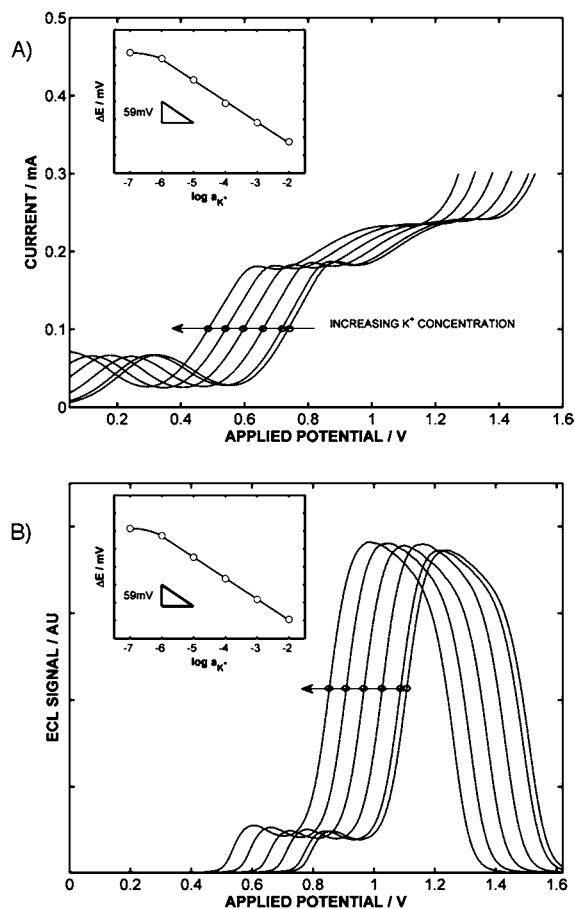 A)
0.5
0.4
0.3
0.2
0.1
0
CURRENT / mA
ΔE / mV
59mV
-7 -6 -5 -4 -3 -2
log a_K+
INCREASING K+ CONCENTRATION
0.2 0.4 0.6 0.8 1 1.2 1.4 1.6
APPLIED POTENTIAL / V
B)
ECL SIGNAL / AU
ΔE / mV
59mV
-7 -6 -5 -4 -3 -2
log a_K+
0 0.2 0.4 0.6 0.8 1.0 1.2 1.4 1.6
APPLIED POTENTIAL / V